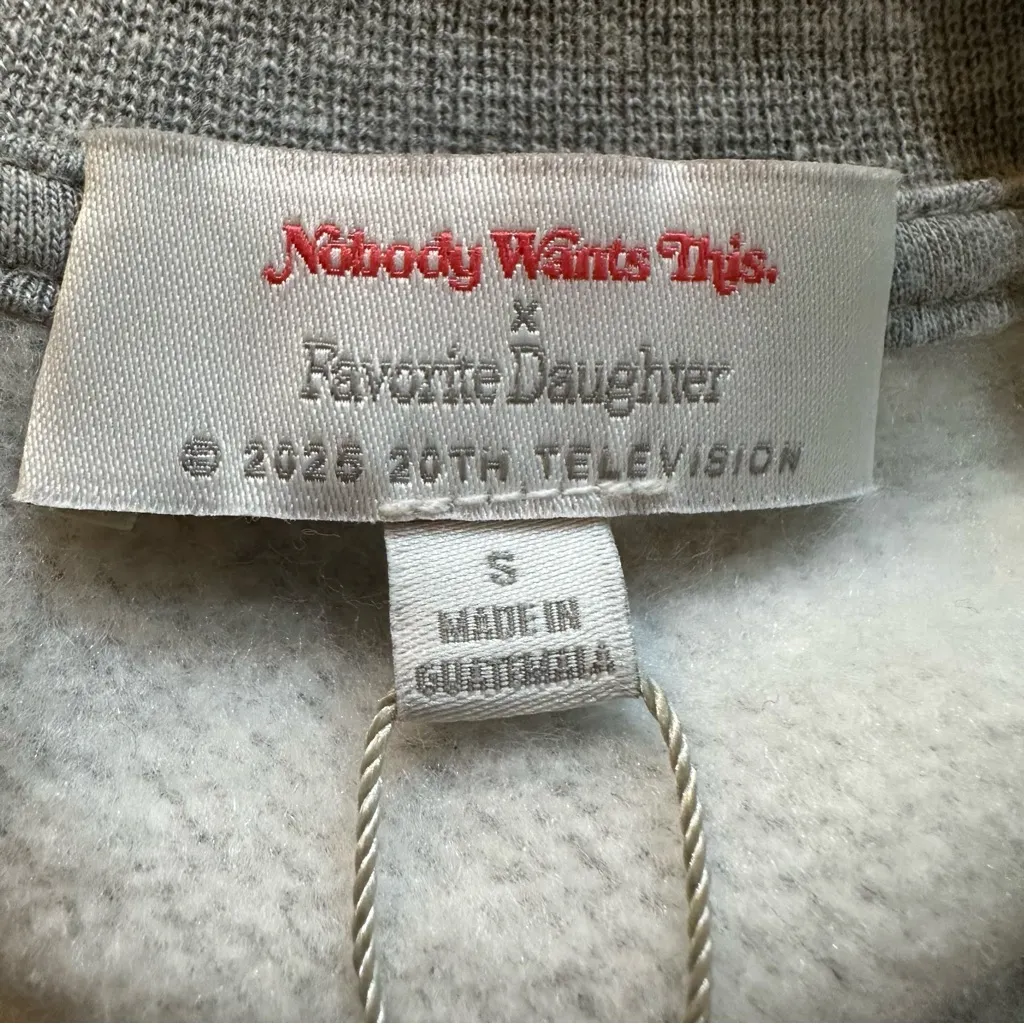 Nobody Wants This.
X
Favorite Daughter
© 2025 20TH TELEVISION
S
MADE IN
GUATEMALA